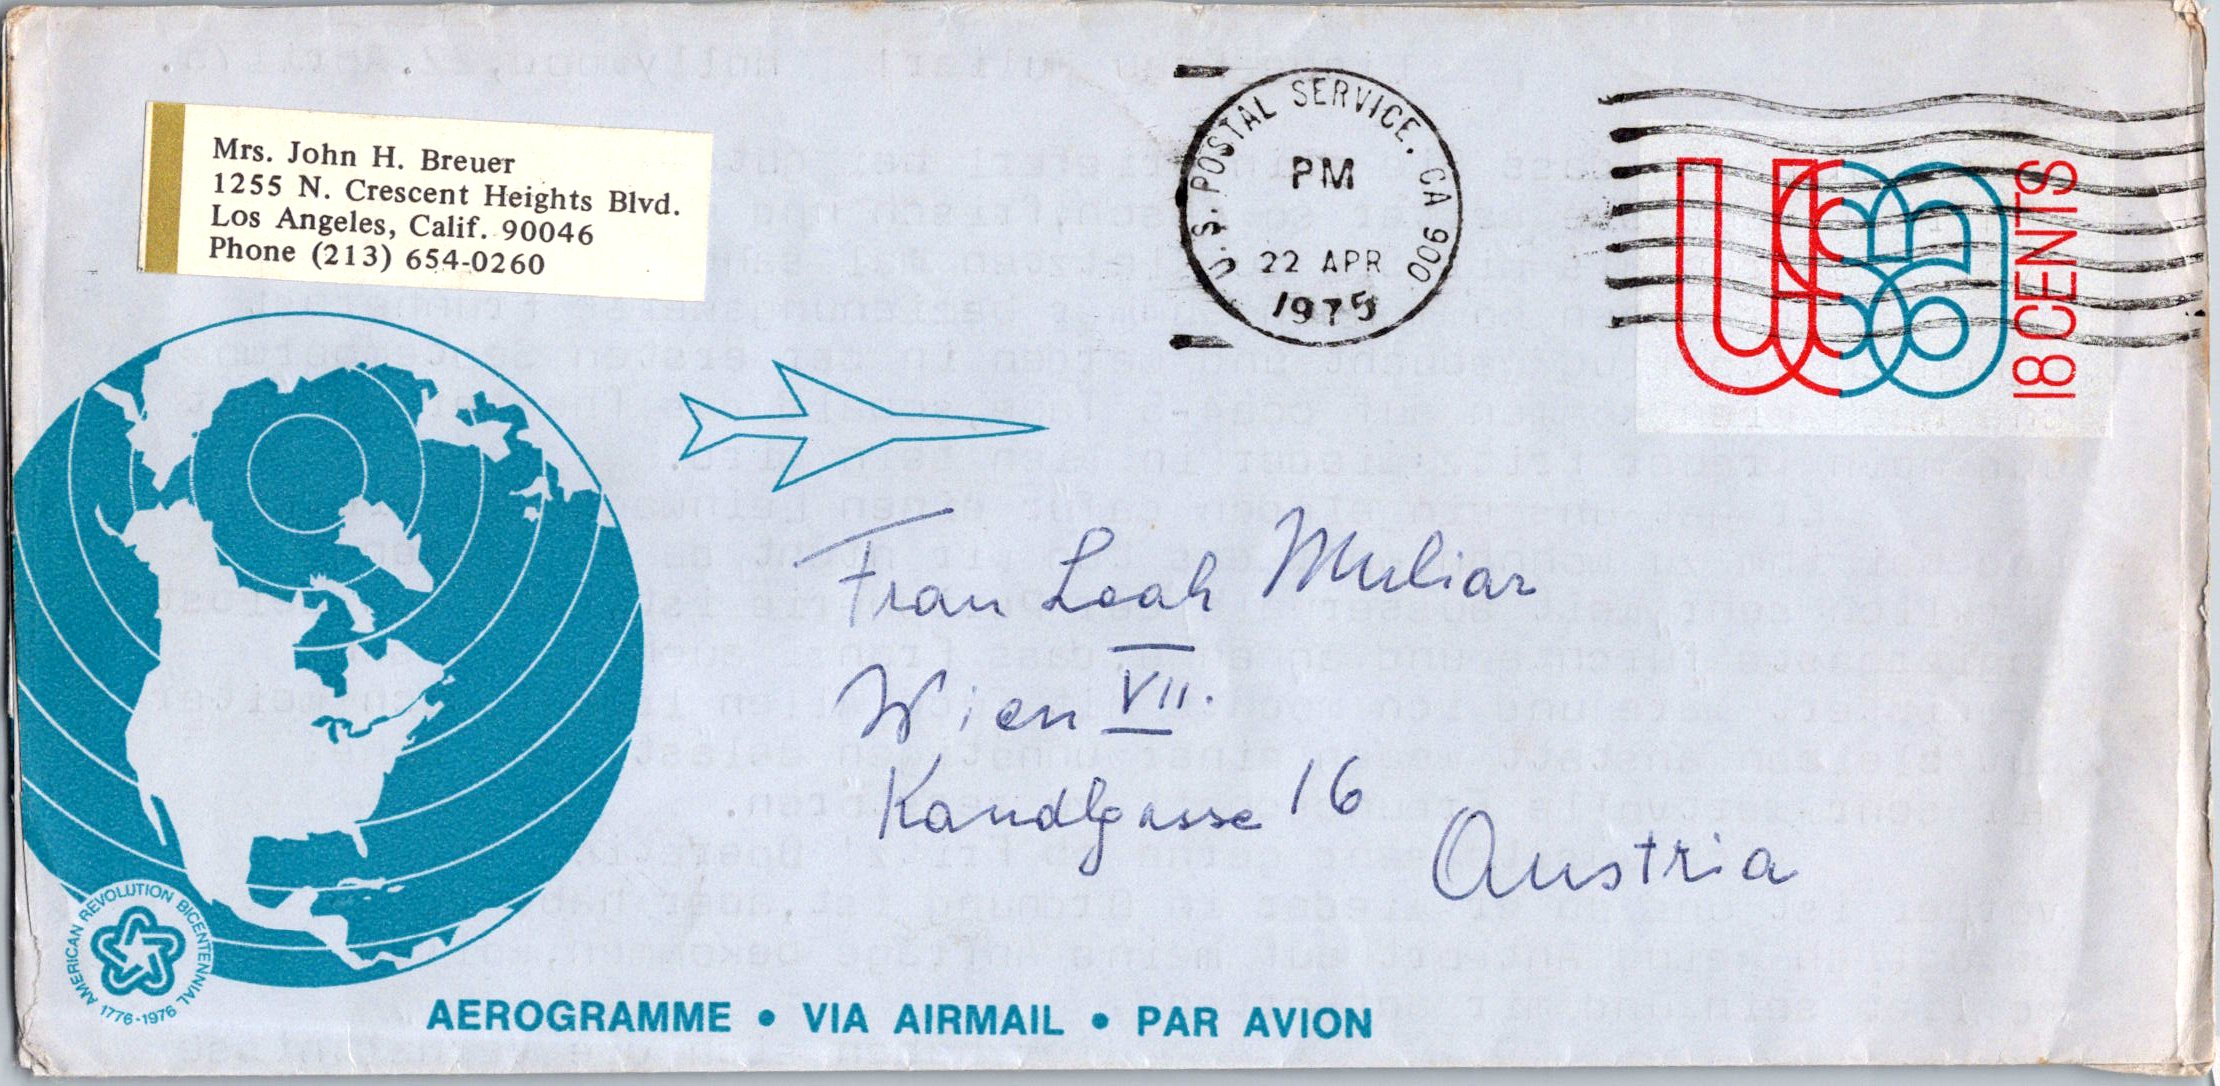 Mrs. John H. Breuer
1255 N. Crescent Heights Blvd.
Los Angeles, Calif. 90046
Phone (213) 654-0260
U.S. POSTAL SERVICE, CA 900
PM
22 APR
1975
USA
18 CENTS
Frau Leah Muliar
Wien VII.
Kandlgasse 16
Austria
AMERICAN REVOLUTION BICENTENNIAL
1776-1976
AEROGRAMME • VIA AIRMAIL • PAR AVION